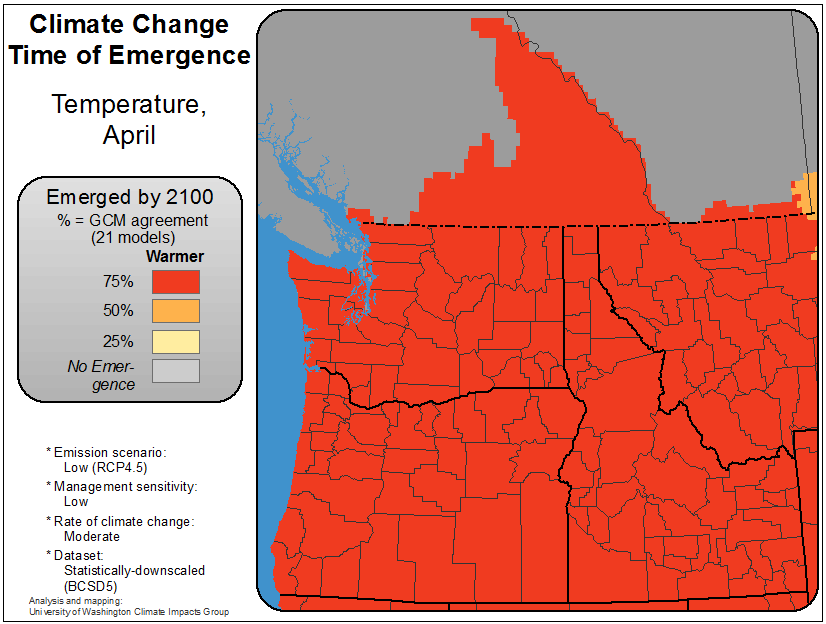 Climate Change
Time of Emergence
Temperature,
April
Emerged by 2100
% = GCM agreement
(21 models)
Warmer
75%
50%
25%
No Emer-
gence
* Emission scenario:
Low (RCP4.5)
* Management sensitivity:
Low
* Rate of climate change:
Moderate
* Dataset:
Statistically-downscaled
(BCSD5)
Analysis and mapping:
University of Washington Climate Impacts Group